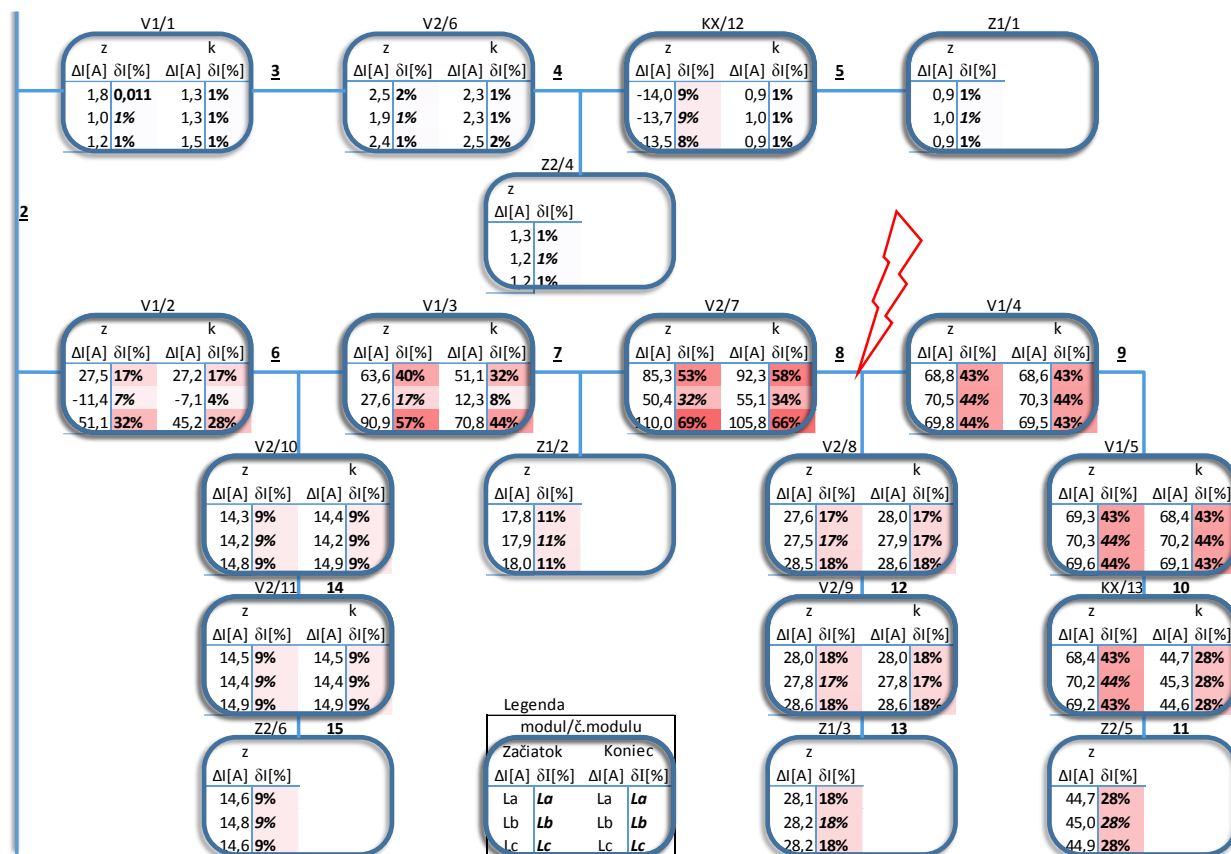 V1/1 V2/6 KX/12 Z1/1
z k z k z k z
ΔI[A] δI[%] ΔI[A] δI[%] 3 ΔI[A] δI[%] ΔI[A] δI[%] 4 ΔI[A] δI[%] ΔI[A] δI[%] 5 ΔI[A] δI[%]
1,8 0,011 1,3 1% 2,5 2% 2,3 1% -14,0 9% 0,9 1% 0,9 1%
1,0 1% 1,3 1% 1,9 1% 2,3 1% -13,7 9% 1,0 1% 1,0 1%
1,2 1% 1,5 1% 2,4 1% 2,5 2% -13,5 8% 0,9 1% 0,9 1%
Z2/4
z
2 ΔI[A] δI[%]
1,3 1%
1,2 1%
1,2 1%
V1/2 V1/3 V2/7 V1/4
z k z k z k z k
ΔI[A] δI[%] ΔI[A] δI[%] 6 ΔI[A] δI[%] ΔI[A] δI[%] 7 ΔI[A] δI[%] ΔI[A] δI[%] 8 ΔI[A] δI[%] ΔI[A] δI[%] 9
27,5 17% 27,2 17% 63,6 40% 51,1 32% 85,3 53% 92,3 58% 68,8 43% 68,6 43%
-11,4 7% -7,1 4% 27,6 17% 12,3 8% 50,4 32% 55,1 34% 70,5 44% 70,3 44%
51,1 32% 45,2 28% 90,9 57% 70,8 44% 110,0 69% 105,8 66% 69,8 44% 69,5 43%
V2/10 Z1/2 V2/8 V1/5
z k z z k z k
ΔI[A] δI[%] ΔI[A] δI[%] ΔI[A] δI[%] ΔI[A] δI[%] ΔI[A] δI[%] ΔI[A] δI[%] ΔI[A] δI[%]
14,3 9% 14,4 9% 17,8 11% 27,6 17% 28,0 17% 69,3 43% 68,4 43%
14,2 9% 14,2 9% 17,9 11% 27,5 17% 27,9 17% 70,3 44% 70,2 44%
14,8 9% 14,9 9% 18,0 11% 28,5 18% 28,6 18% 69,6 44% 69,1 43%
V2/11 14 V2/9 12 KX/13 10
z k z k z k
ΔI[A] δI[%] ΔI[A] δI[%] ΔI[A] δI[%] ΔI[A] δI[%] ΔI[A] δI[%] ΔI[A] δI[%]
14,5 9% 14,5 9% 28,0 18% 28,0 18% 68,4 43% 44,7 28%
14,4 9% 14,4 9% 27,8 17% 27,8 17% 70,2 44% 45,3 28%
14,9 9% 14,9 9% 28,6 18% 28,6 18% 69,2 43% 44,6 28%
Legenda
Z2/6 15 modul/č.modulu Z1/3 13 Z2/5 11
z Začiatok Koniec z z
ΔI[A] δI[%] ΔI[A] δI[%] ΔI[A] δI[%] ΔI[A] δI[%] ΔI[A] δI[%]
14,6 9% La La La La 28,1 18% 44,7 28%
14,8 9% Lb Lb Lb Lb 28,2 18% 45,0 28%
14,6 9% Lc Lc Lc Lc 28,2 18% 44,9 28%